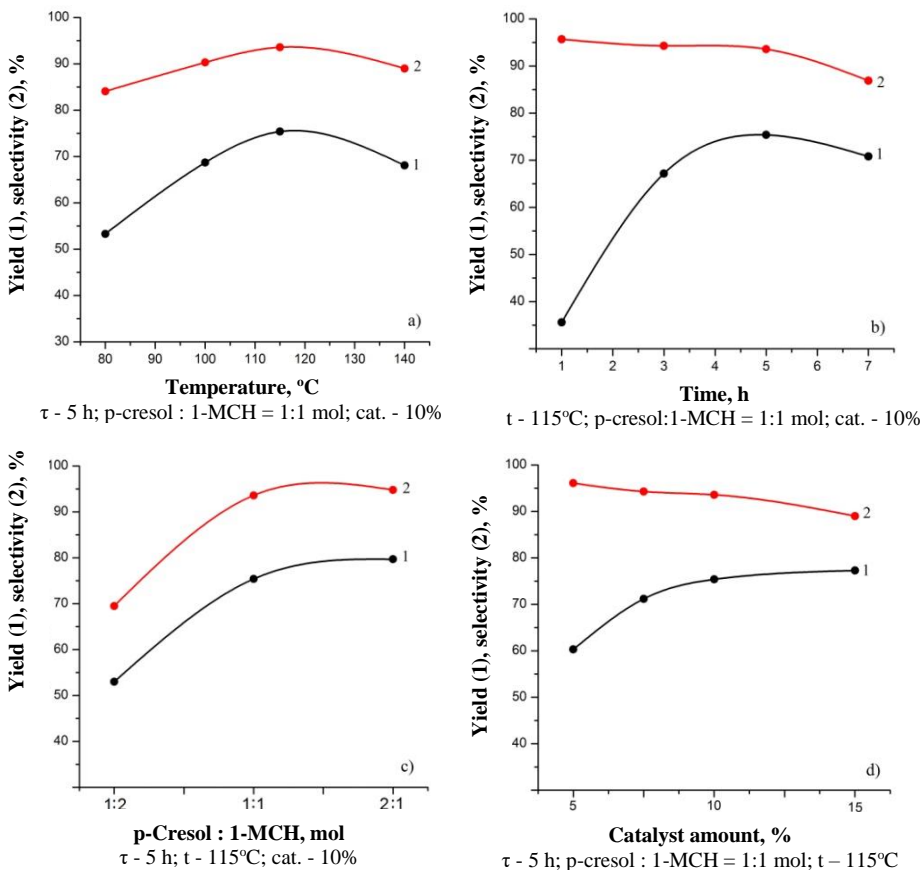 Yield (1), selectivity (2), %
100
90
80
70
60
50
40
30
2
1
a)
80 90 100 110 120 130 140
Temperature, ºC
τ - 5 h; p-cresol : 1-MCH = 1:1 mol; cat. - 10%
Yield (1), selectivity (2), %
100
90
80
70
60
50
40
2
1
b)
1 2 3 4 5 6 7
Time, h
t - 115ºC; p-cresol:1-MCH = 1:1 mol; cat. - 10%
Yield (1), selectivity (2), %
100
90
80
70
60
50
40
2
1
c)
1:2 1:1 2:1
p-Cresol : 1-MCH, mol
τ - 5 h; t - 115ºC; cat. - 10%
Yield (1), selectivity (2), %
100
90
80
70
60
50
40
2
1
d)
5 10 15
Catalyst amount, %
τ - 5 h; p-cresol : 1-MCH = 1:1 mol; t – 115ºC